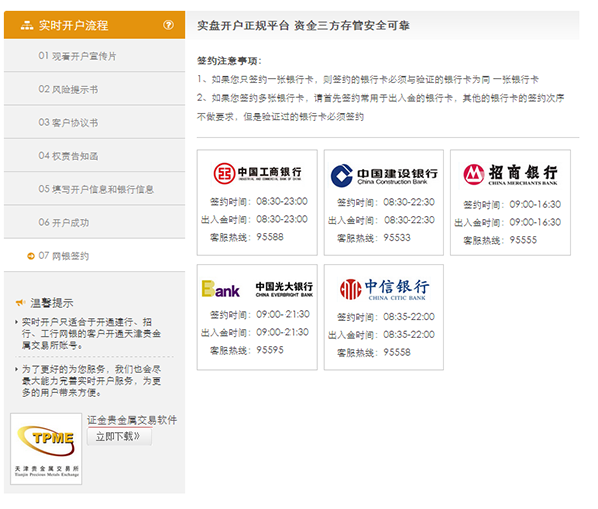 实时开户流程
01 观看开户宣传片
02 风险提示书
03 客户协议书
04 权责告知函
05 填写开户信息和银行信息
06 开户成功
07 网银签约
温馨提示
实时开户只适合于开通建行、招
行、工行网银的客户开通天津贵金
属交易所账号。
为了更好的为您服务，我们也会尽
最大能力完善实时开户服务，为更
多的用户带来方便。
TPME
天津贵金属交易所
Tianjin Precious Metals Exchange
证金贵金属交易软件
立即下载》
实盘开户正规平台 资金三方存管安全可靠
签约注意事项：
1、如果您只签约一张银行卡，则签约的银行卡必须与验证的银行卡为同 一张银行卡
2、如果您签约多张银行卡，请首先签约常用于出入金的银行卡，其他的银行卡的签约次序
不做要求，但是验证过的银行卡必须签约
中国工商银行
INDUSTRIAL AND COMMERCIAL BANK OF CHINA
签约时间：08:30-23:00
出入金时间：08:30-23:00
客服热线：95588
中国建设银行
China Construction Bank
签约时间：08:30-22:30
出入金时间：08:30-22:30
客服热线：95533
招商银行
CHINA MERCHANTS BANK
签约时间：09:00-16:30
出入金时间：09:00-16:30
客服热线：95555
Bank
中国光大银行
CHINA EVERBRIGHT BANK
签约时间：09:00- 21:30
出入金时间：09:00- 21:30
客服热线：95595
中信银行
CHINA CITIC BANK
签约时间：08:35-22:00
出入金时间：08:35-22:00
客服热线：95558